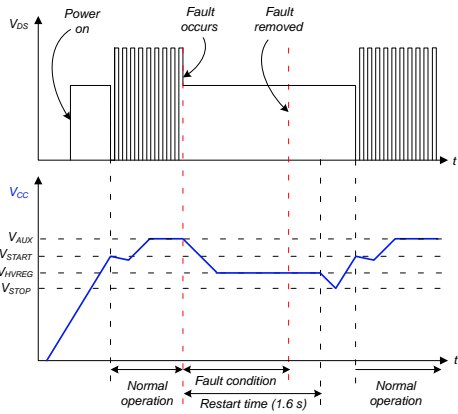 Power
on
Fault
occurs
Fault
removed
VDS
t
VCC
VAUX
VSTART
VHVREG
VSTOP
t
Normal
operation
Fault condition
Restart time (1.6 s)
Normal
operation